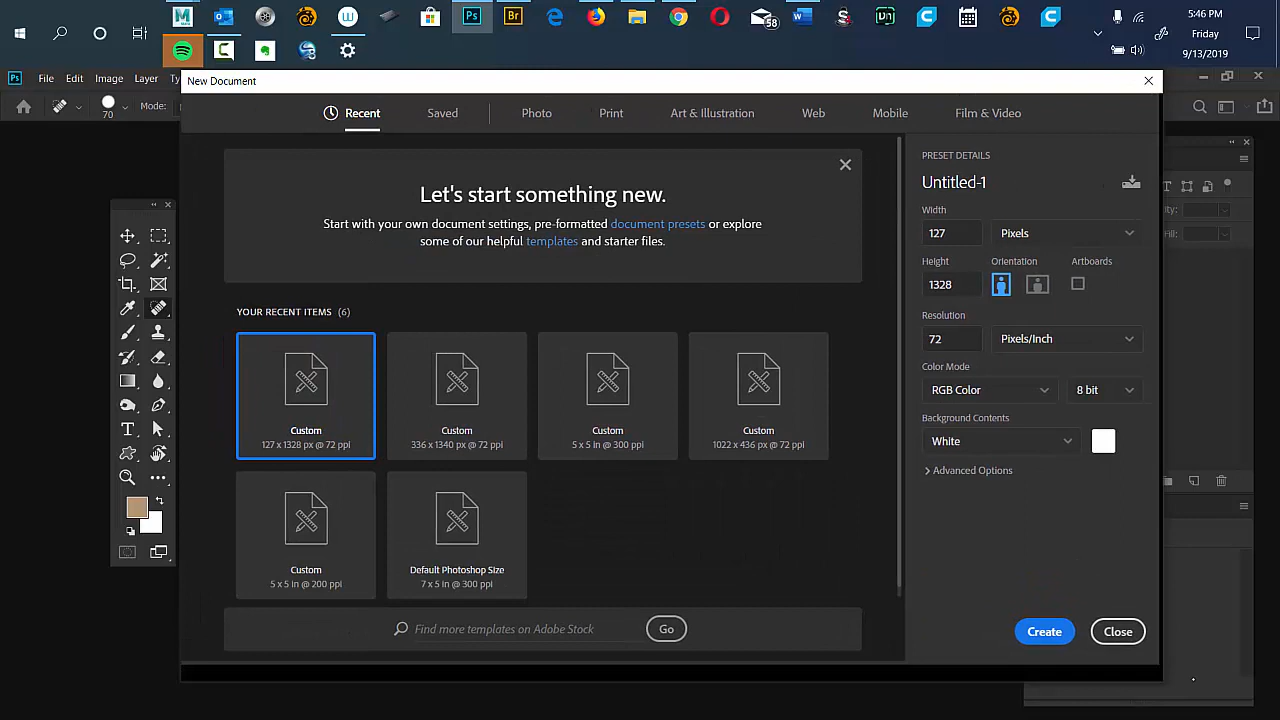 58
5:46 PM
Friday
9/13/2019
Ps
File Edit Image Layer Ty
70 Mode:
New Document
Recent Saved Photo Print Art & Illustration Web Mobile Film & Video
Let's start something new.
Start with your own document settings, pre-formatted document presets or explore
some of our helpful templates and starter files.
YOUR RECENT ITEMS (6)
Custom
127 x 1328 px @ 72 ppi
Custom
336 x 1340 px @ 72 ppi
Custom
5 x 5 in @ 300 ppi
Custom
1022 x 436 px @ 72 ppi
Custom
5 x 5 in @ 200 ppi
Default Photoshop Size
7 x 5 in @ 300 ppi
Find more templates on Adobe Stock Go
PRESET DETAILS
Untitled-1
Width
127 Pixels
Height Orientation Artboards
1328
Resolution
72 Pixels/Inch
Color Mode
RGB Color 8 bit
Background Contents
White
Advanced Options
Create Close
ity:
Fill: